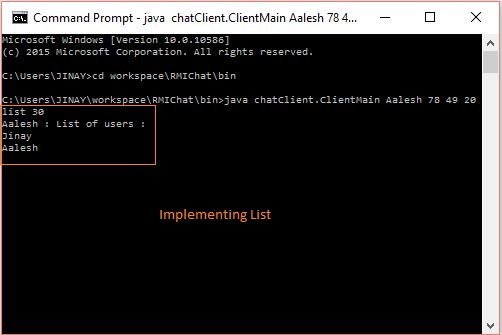 Command Prompt - java  chatClient.ClientMain Aalesh 78 4...
Microsoft Windows [Version 10.0.10586]
(c) 2015 Microsoft Corporation. All rights reserved.
C:\Users\JINAY>cd workspace\RMIChat\bin
C:\Users\JINAY\workspace\RMIChat\bin>java chatClient.ClientMain Aalesh 78 49 20
list 30
Aalesh : List of users :
Jinay
Aalesh
Implementing List